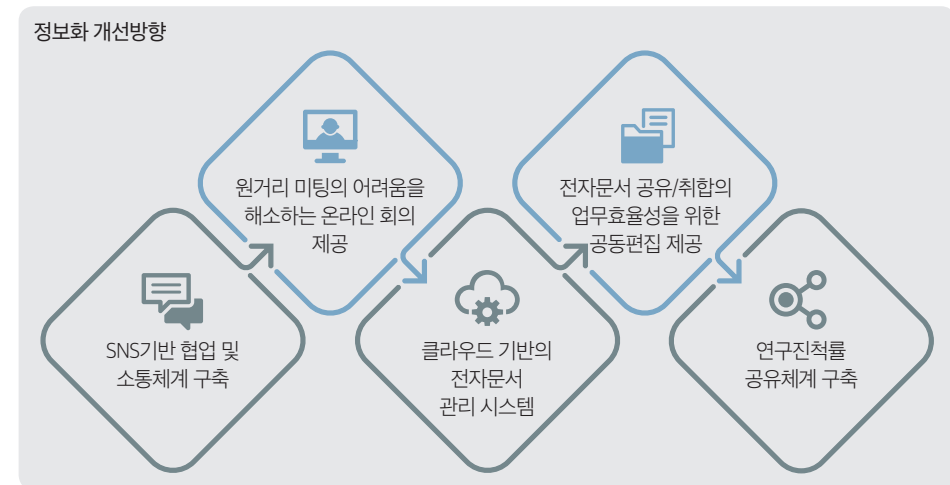 정보화 개선방향
SNS기반 협업 및
소통체계 구축
원거리 미팅의 어려움을
해소하는 온라인 회의
제공
클라우드 기반의
전자문서
관리 시스템
전자문서 공유/취합의
업무효율성을 위한
공동편집 제공
연구진척률
공유체계 구축